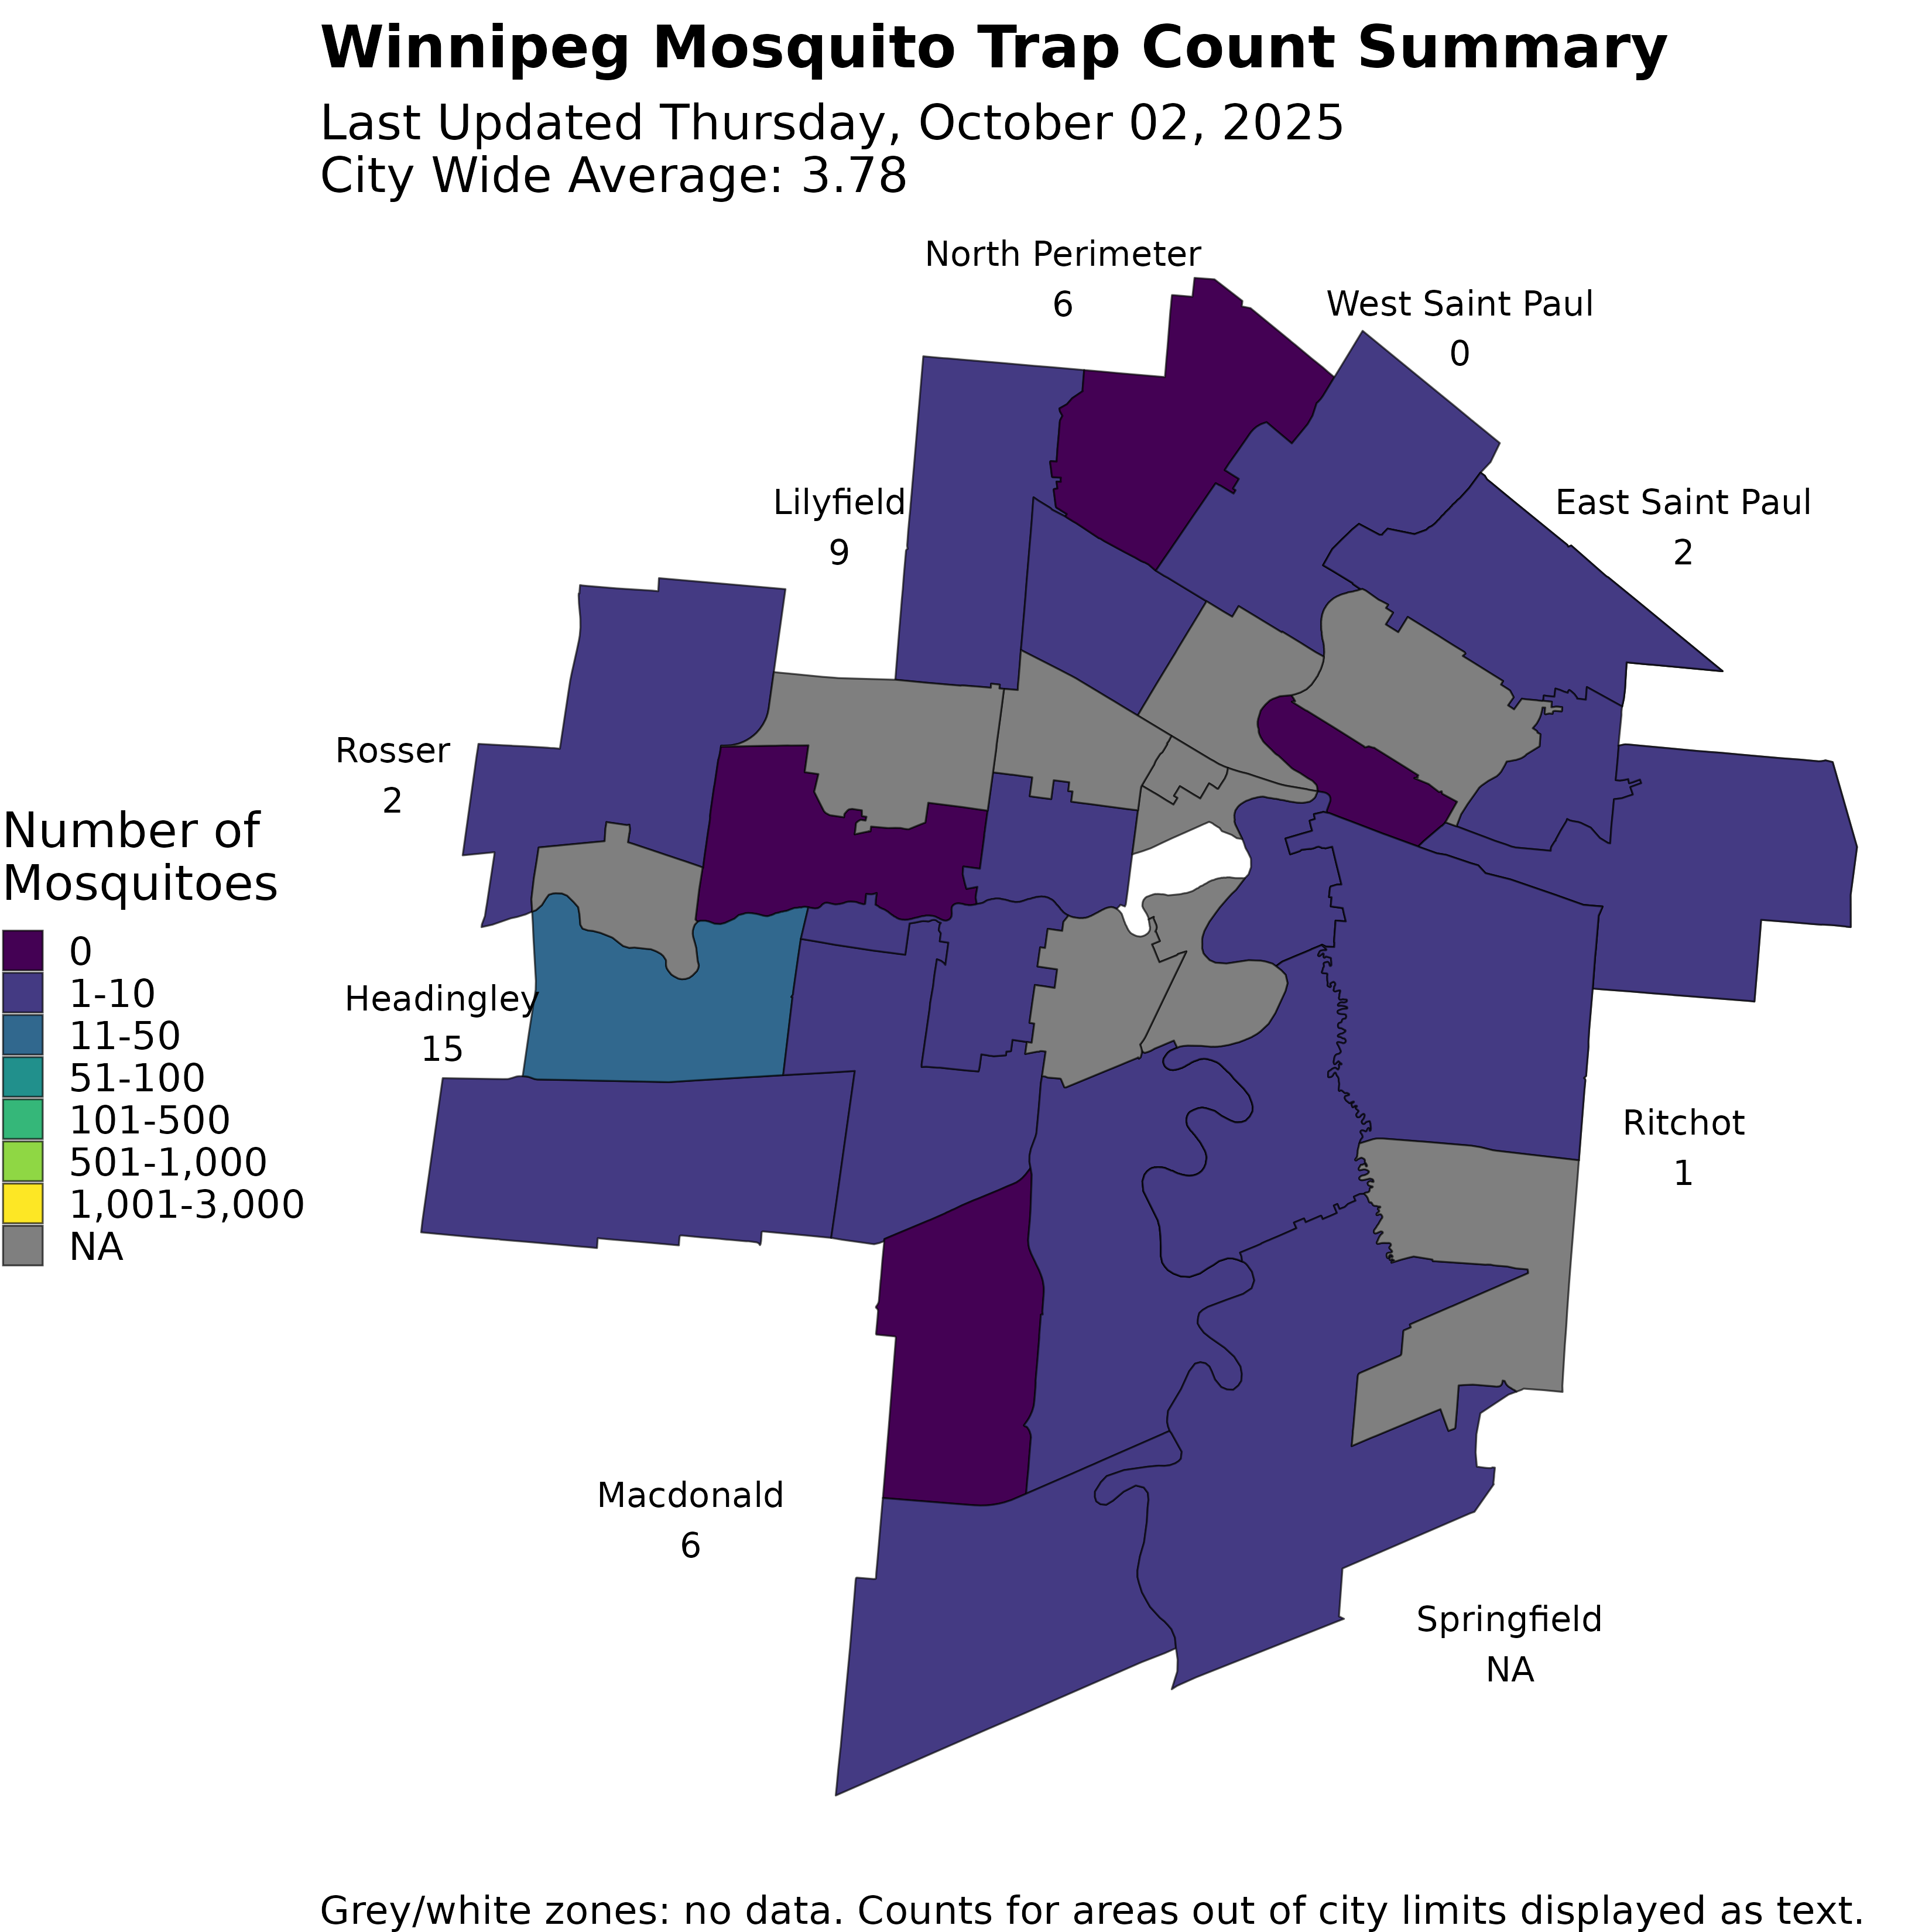 Winnipeg Mosquito Trap Count Summary
Last Updated Thursday, October 02, 2025
City Wide Average: 3.78
North Perimeter
6
West Saint Paul
0
Lilyfield
9
East Saint Paul
2
Rosser
2
Number of
Mosquitoes
0
1-10
11-50
51-100
101-500
501-1,000
1,001-3,000
NA
Headingley
15
Ritchot
1
Macdonald
6
Springfield
NA
Grey/white zones: no data. Counts for areas out of city limits displayed as text.